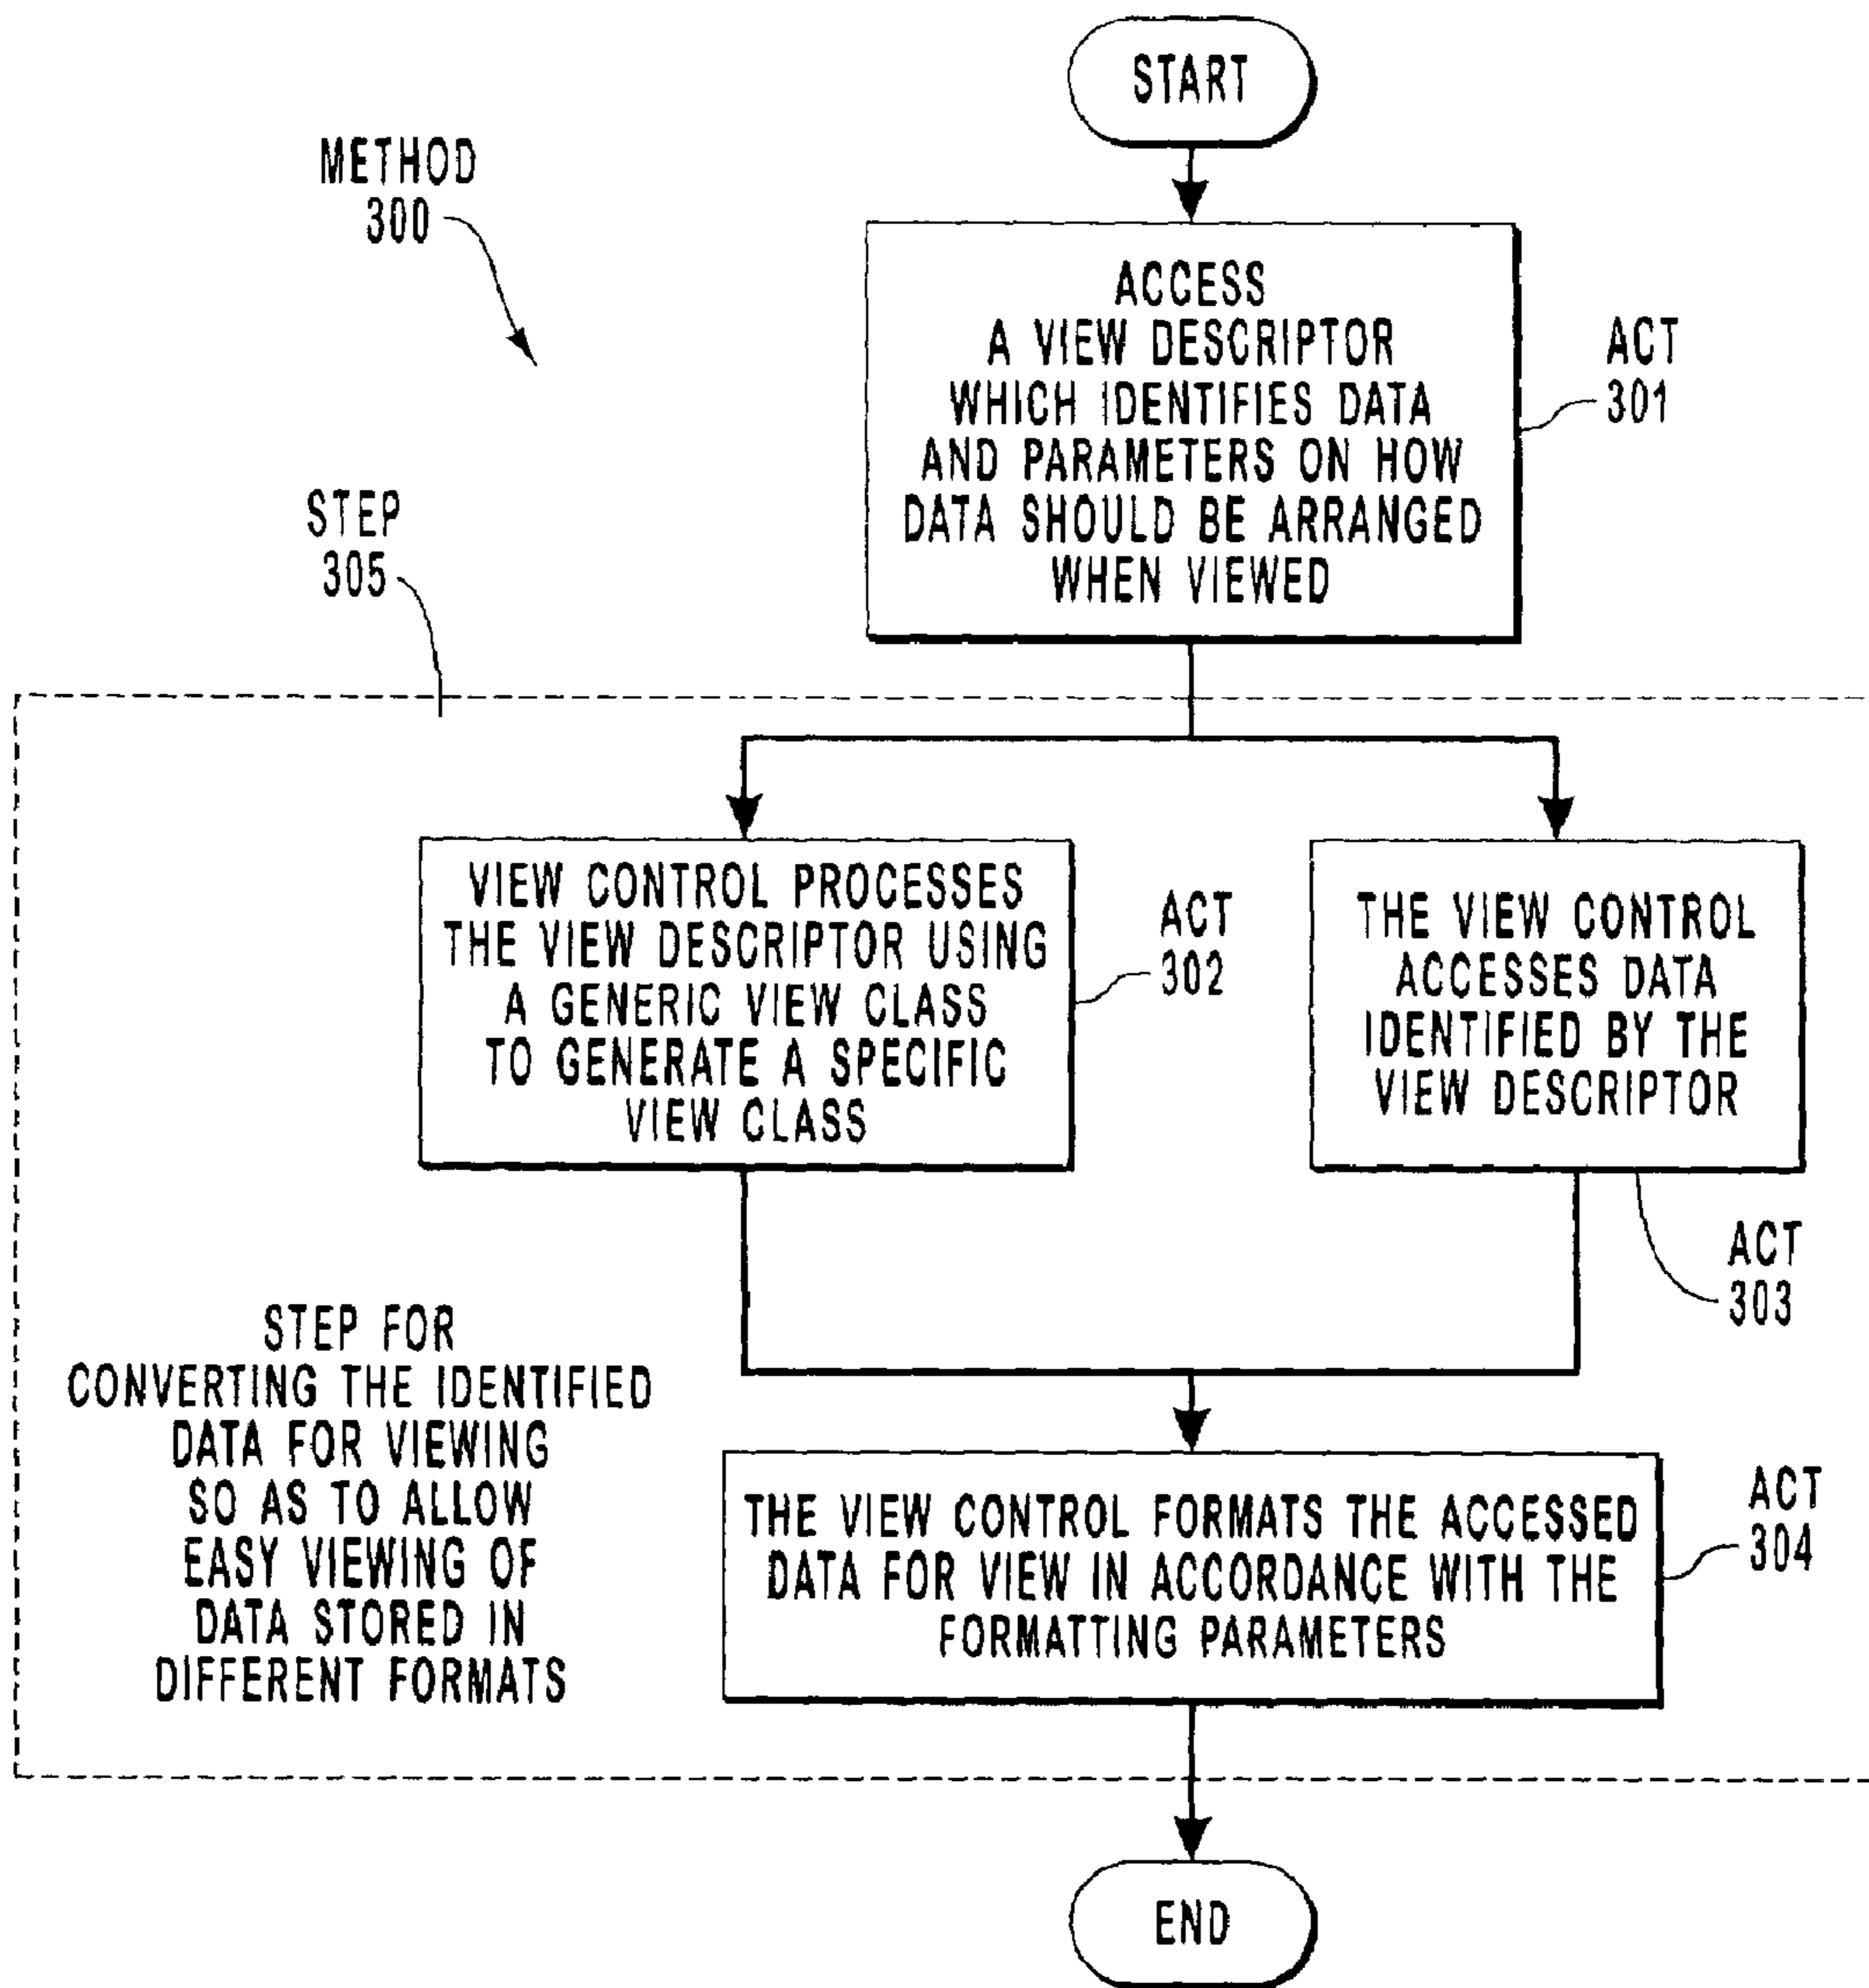 START
METHOD
300
ACCESS
A VIEW DESCRIPTOR
WHICH IDENTIFIES DATA
AND PARAMETERS ON HOW
DATA SHOULD BE ARRANGED
WHEN VIEWED
ACT
301
STEP
305
VIEW CONTROL PROCESSES
THE VIEW DESCRIPTOR USING
A GENERIC VIEW CLASS
TO GENERATE A SPECIFIC
VIEW CLASS
ACT
302
THE VIEW CONTROL
ACCESSES DATA
IDENTIFIED BY THE
VIEW DESCRIPTOR
ACT
303
STEP FOR
CONVERTING THE IDENTIFIED
DATA FOR VIEWING
SO AS TO ALLOW
EASY VIEWING OF
DATA STORED IN
DIFFERENT FORMATS
THE VIEW CONTROL FORMATS THE ACCESSED
DATA FOR VIEW IN ACCORDANCE WITH THE
FORMATTING PARAMETERS
ACT
304
END